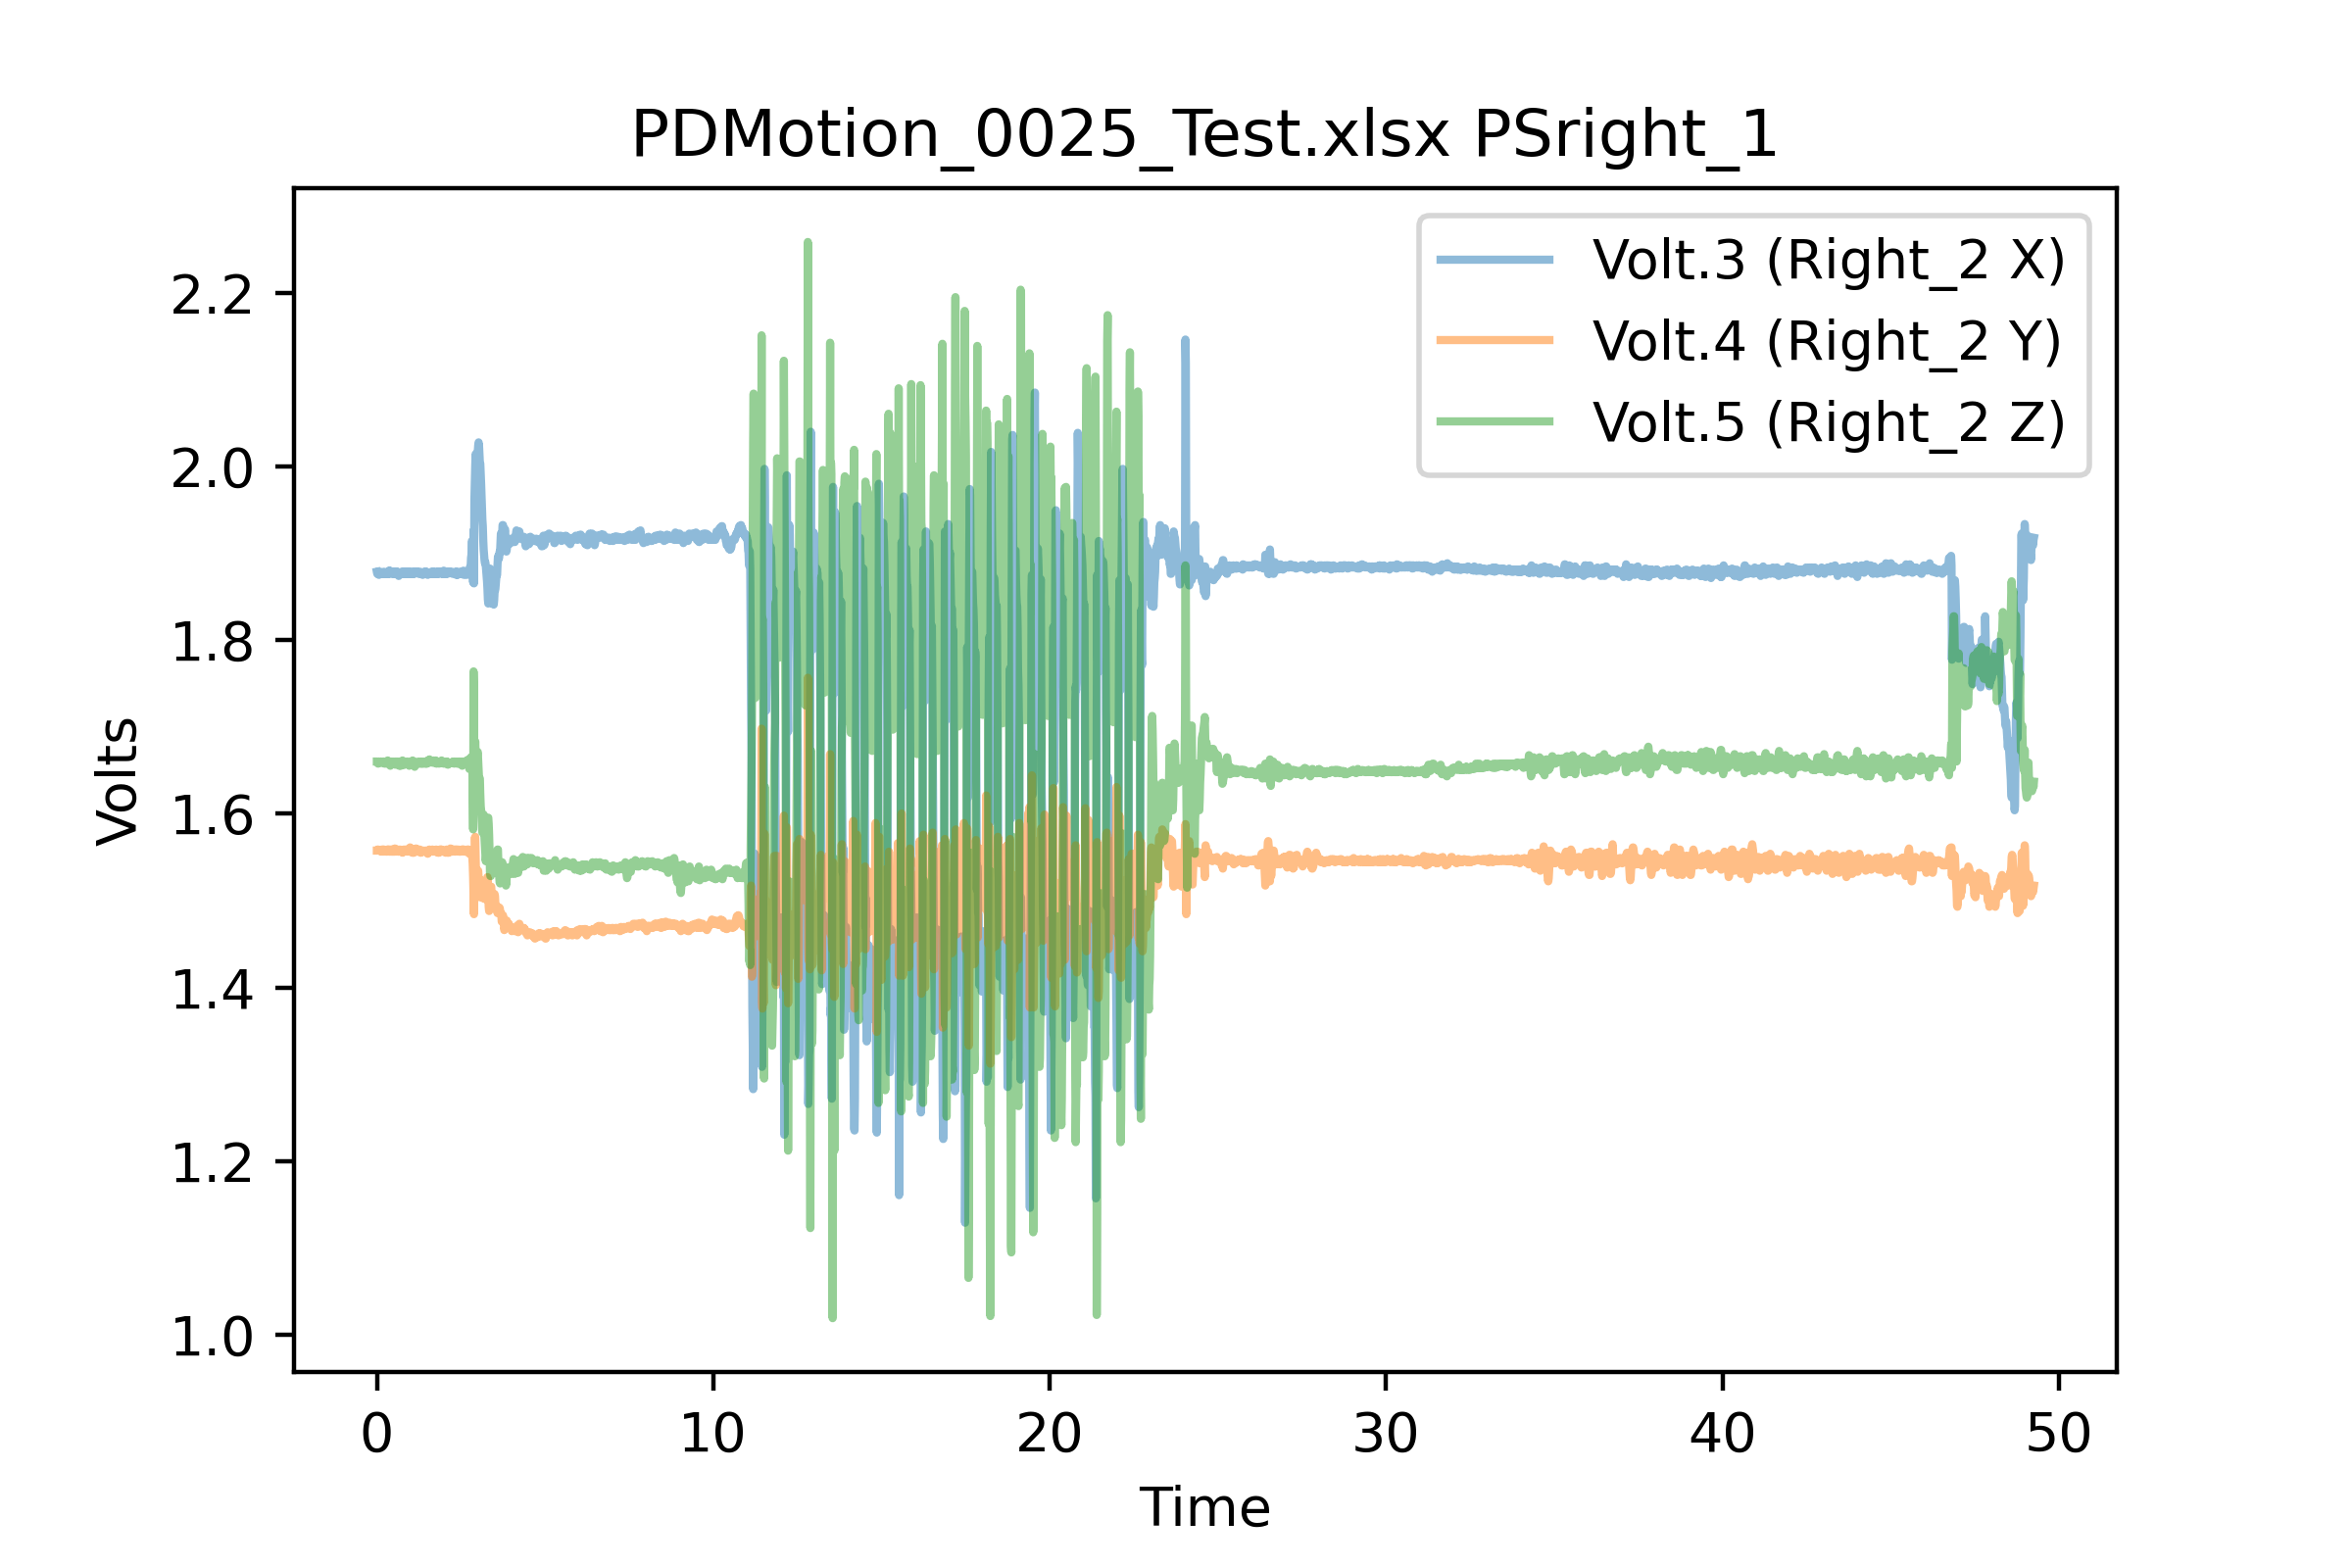 PDMotion_0025_Test.xlsx PSright_1
Volt.3 (Right_2 X)
Volt.4 (Right_2 Y)
Volt.5 (Right_2 Z)
Volts
2.2
2.0
1.8
1.6
1.4
1.2
1.0
0 10 20 30 40 50
Time